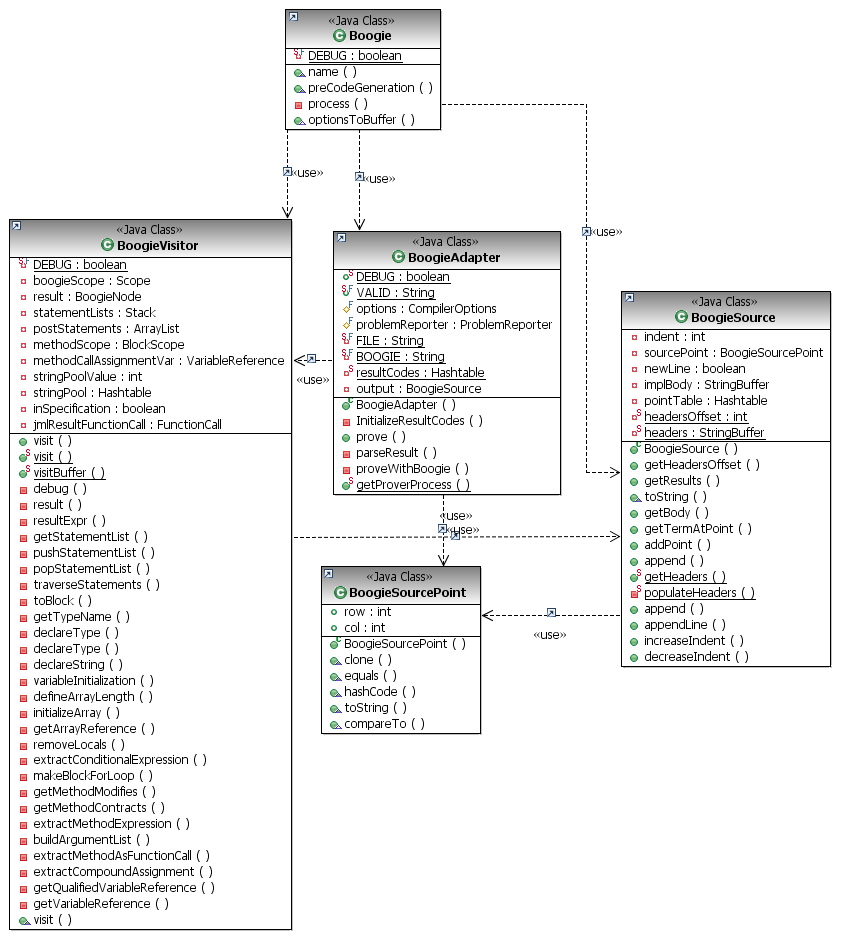 «Java Class»
Boogie
DEBUG : boolean
name ( )
preCodeGeneration ( )
process ( )
optionsToBuffer ( )
«use»
«use»
«use»
«Java Class»
BoogieVisitor
DEBUG : boolean
boogieScope : Scope
result : BoogieNode
statementLists : Stack
postStatements : ArrayList
methodScope : BlockScope
methodCallAssignmentVar : VariableReference
stringPoolValue : int
stringPool : Hashtable
inSpecification : boolean
jmlResultFunctionCall : FunctionCall
visit ( )
visit ( )
visitBuffer ( )
debug ( )
result ( )
resultExpr ( )
getStatementList ( )
pushStatementList ( )
popStatementList ( )
traverseStatements ( )
toBlock ( )
getTypeName ( )
declareType ( )
declareType ( )
declareString ( )
variableInitialization ( )
defineArrayLength ( )
initializeArray ( )
getArrayReference ( )
removeLocals ( )
extractConditionalExpression ( )
makeBlockForLoop ( )
getMethodModifies ( )
getMethodContracts ( )
extractMethodExpression ( )
buildArgumentList ( )
extractMethodAsFunctionCall ( )
extractCompoundAssignment ( )
getQualifiedVariableReference ( )
getVariableReference ( )
visit ( )
«use»
«Java Class»
BoogieAdapter
DEBUG : boolean
VALID : String
options : CompilerOptions
problemReporter : ProblemReporter
FILE : String
BOOGIE : String
resultCodes : Hashtable
output : BoogieSource
BoogieAdapter ( )
InitializeResultCodes ( )
prove ( )
parseResult ( )
proveWithBoogie ( )
getProverProcess ( )
«use»
«use»
«Java Class»
BoogieSource
indent : int
sourcePoint : BoogieSourcePoint
newLine : boolean
implBody : StringBuffer
pointTable : Hashtable
headersOffset : int
headers : StringBuffer
BoogieSource ( )
getHeadersOffset ( )
getResults ( )
toString ( )
getBody ( )
getTermAtPoint ( )
addPoint ( )
append ( )
getHeaders ( )
populateHeaders ( )
append ( )
appendLine ( )
increaseIndent ( )
decreaseIndent ( )
«use»
«Java Class»
BoogieSourcePoint
row : int
col : int
BoogieSourcePoint ( )
clone ( )
equals ( )
hashCode ( )
toString ( )
compareTo ( )